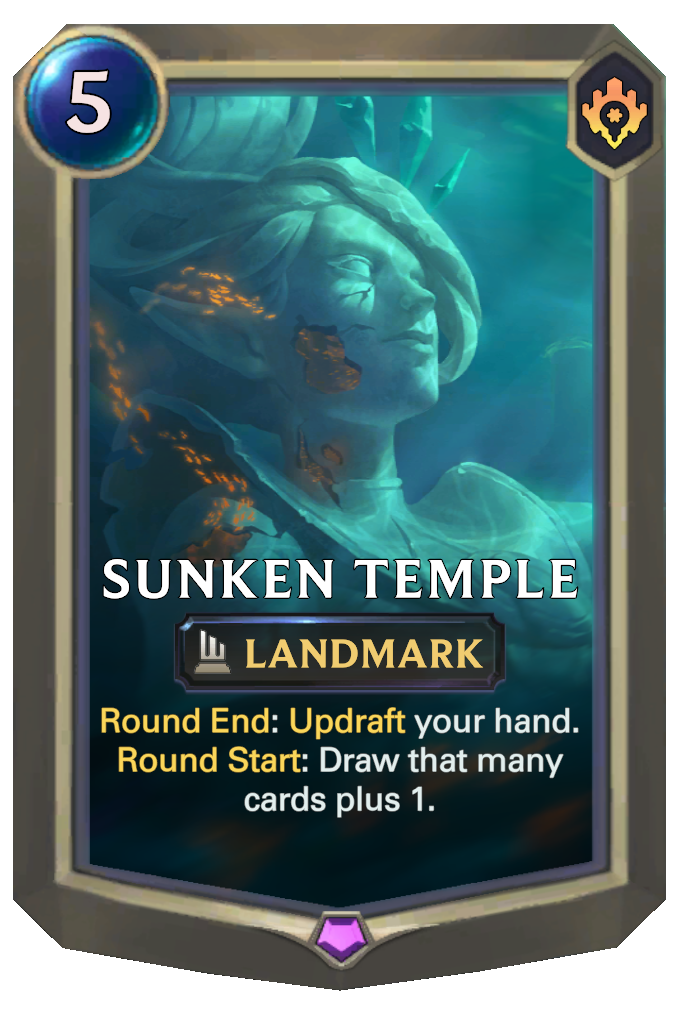 5
SUNKEN TEMPLE
LANDMARK
Round End: Updraft your hand.
Round Start: Draw that many
cards plus 1.